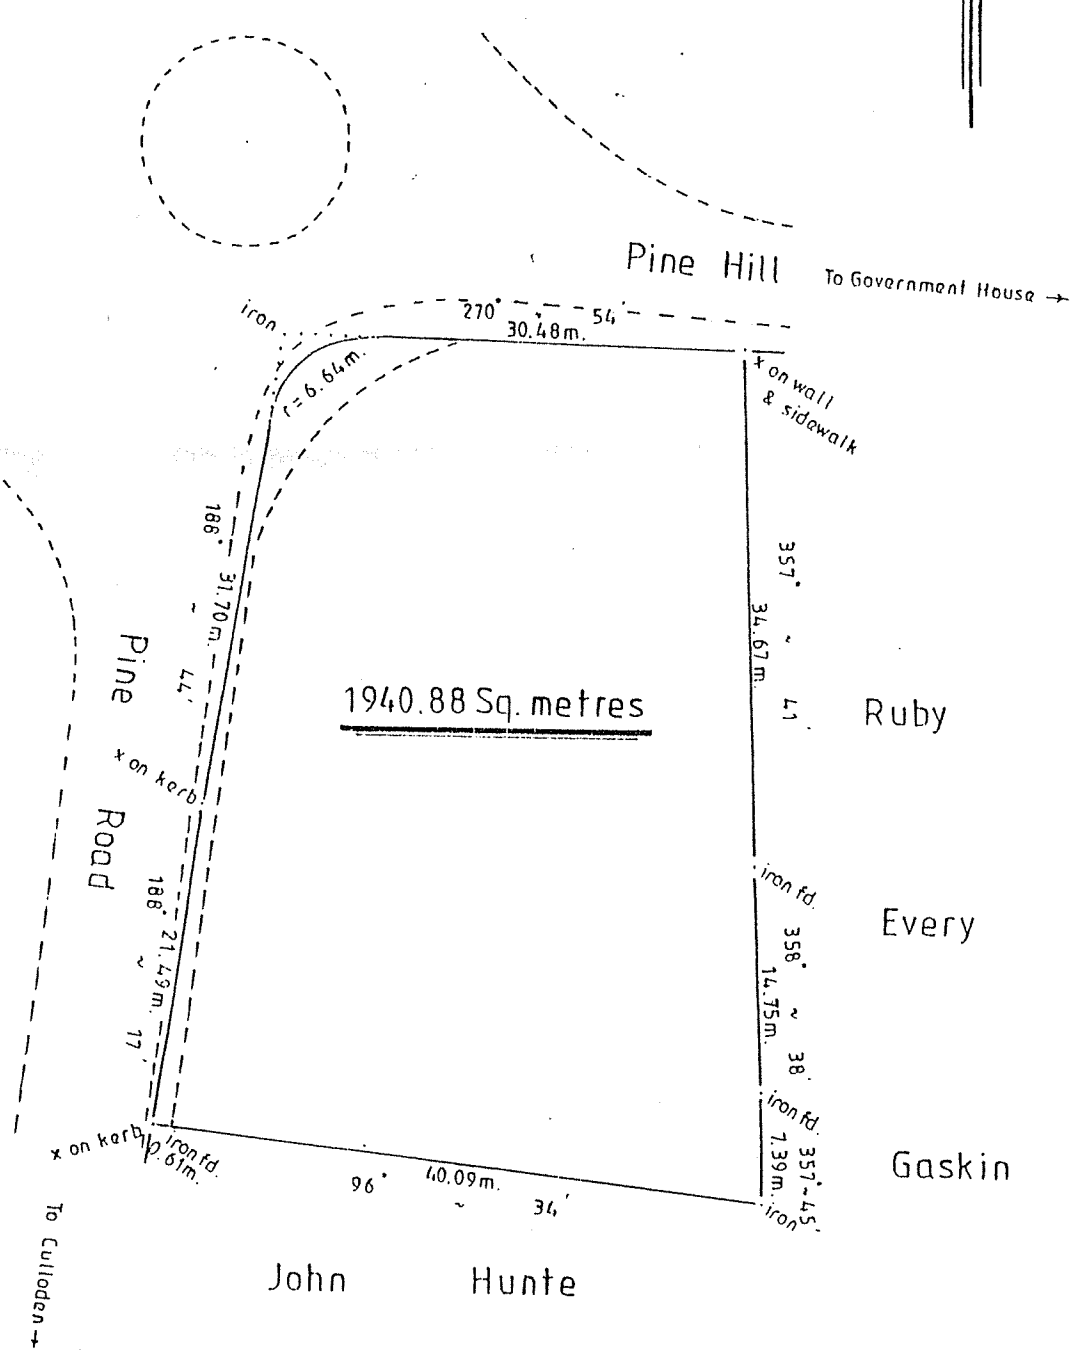 Pine Hill
To Government House →
iron
270° ~ 54′
30.48m.
x on wall
& sidewalk
r = 6.64m.
188° ~ 44′
31.70m.
357° ~ 41′
34.67m.
Pine Road
1940.88 Sq. metres
Ruby
x on kerb
iron fd.
188° ~ 17′
21.49m.
358° ~ 38′
14.75m.
Every
iron fd.
x on kerb
iron fd.
0.61m.
357° ~ 45′
7.39m.
Gaskin
96° ~ 34′
40.09m.
iron
To Culloden →
John Hunte